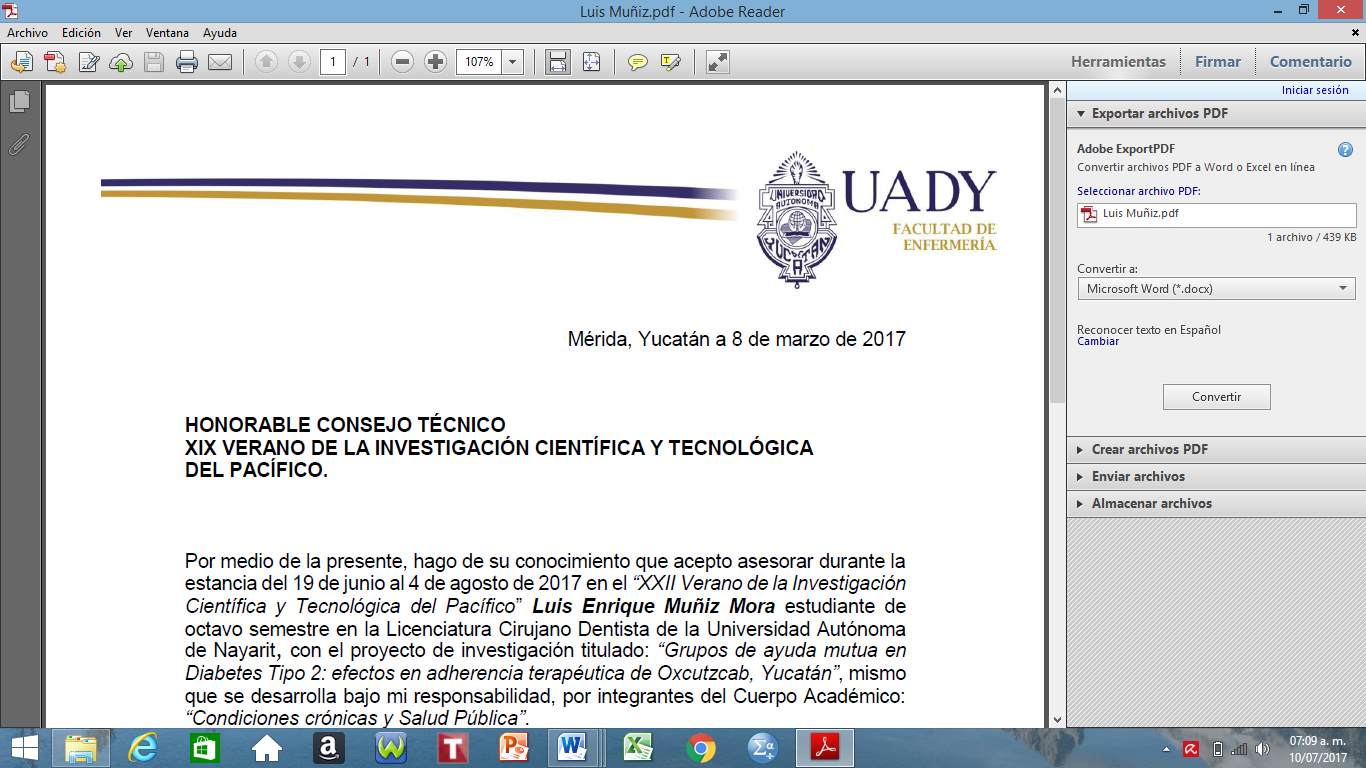 Luis Muñiz.pdf - Adobe Reader
Archivo Edición Ver Ventana Ayuda
1 / 1 107% Herramientas Firmar Comentario
Iniciar sesión
Exportar archivos PDF
Adobe ExportPDF
Convertir archivos PDF a Word o Excel en línea
Seleccionar archivo PDF:
Luis Muñiz.pdf
1 archivo / 439 KB
Convertir a:
Microsoft Word (*.docx)
Reconocer texto en Español
Cambiar
Convertir
Crear archivos PDF
Enviar archivos
Almacenar archivos
UNIVERSIDAD
AUTONOMA
YUCATAN
UADY
FACULTAD DE
ENFERMERÍA
Mérida, Yucatán a 8 de marzo de 2017
HONORABLE CONSEJO TÉCNICO
XIX VERANO DE LA INVESTIGACIÓN CIENTÍFICA Y TECNOLÓGICA
DEL PACÍFICO.
Por medio de la presente, hago de su conocimiento que acepto asesorar durante la
estancia del 19 de junio al 4 de agosto de 2017 en el “XXII Verano de la Investigación
Científica y Tecnológica del Pacífico” Luis Enrique Muñiz Mora estudiante de
octavo semestre en la Licenciatura Cirujano Dentista de la Universidad Autónoma
de Nayarit, con el proyecto de investigación titulado: “Grupos de ayuda mutua en
Diabetes Tipo 2: efectos en adherencia terapéutica de Oxcutzcab, Yucatán”, mismo
que se desarrolla bajo mi responsabilidad, por integrantes del Cuerpo Académico:
“Condiciones crónicas y Salud Pública”.
07:09 a. m.
10/07/2017